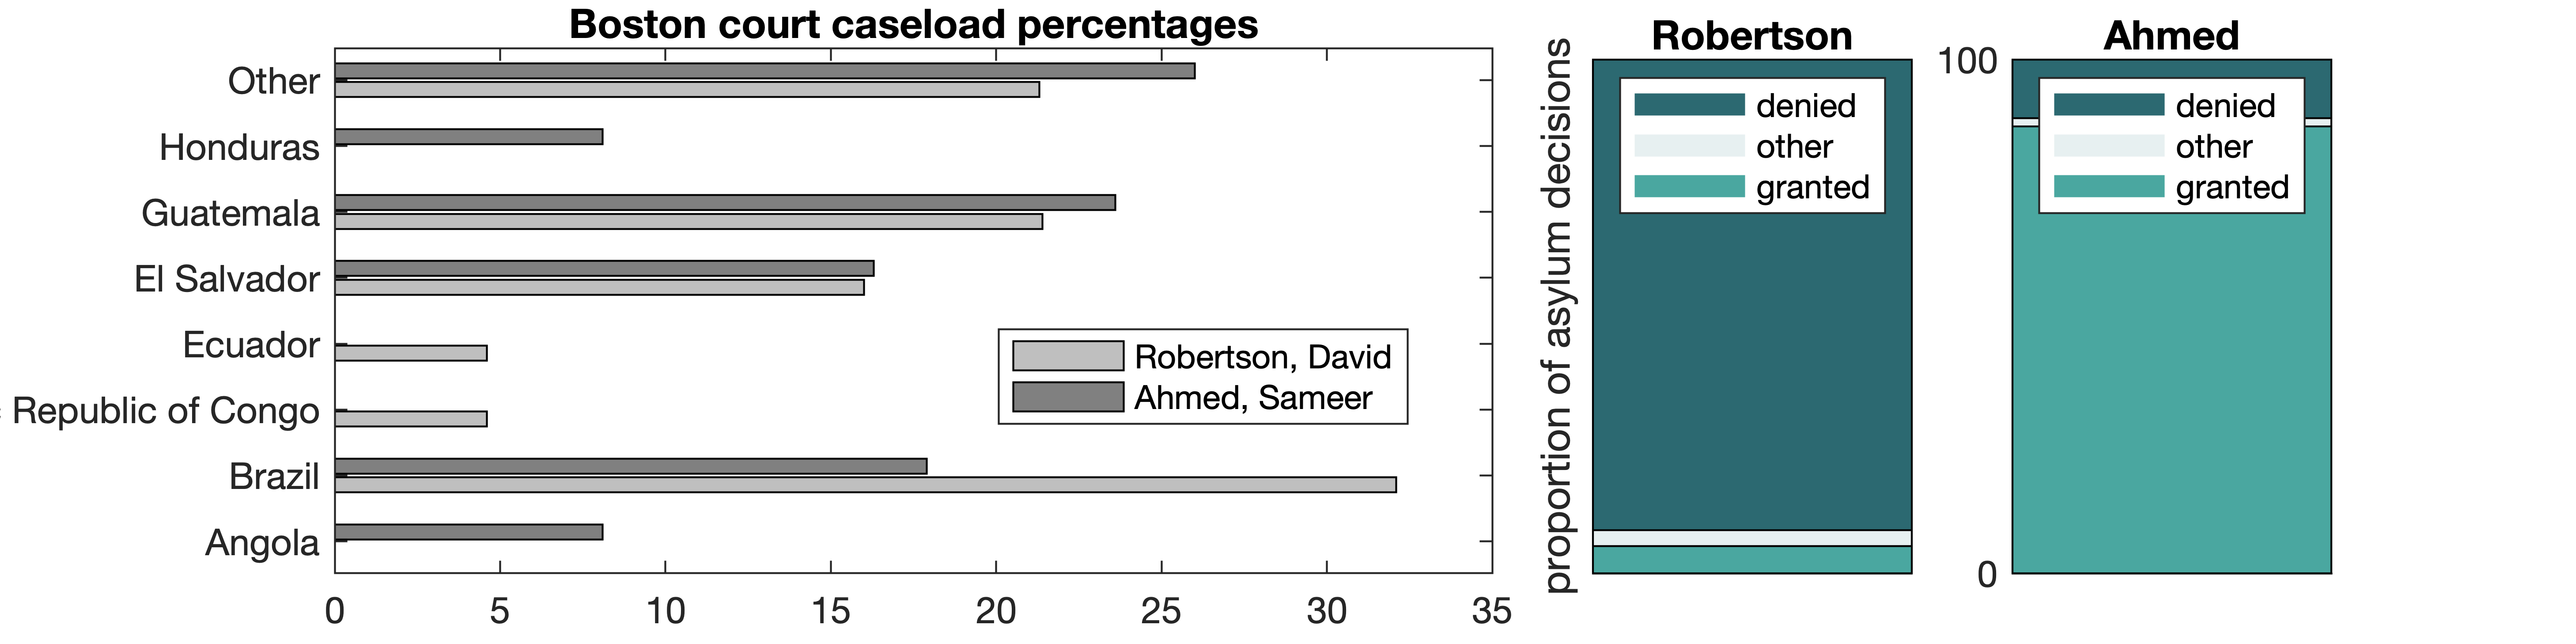 Boston court caseload percentages
Other
Honduras
Guatemala
El Salvador
Ecuador
Republic of Congo
Brazil
Angola
0 5 10 15 20 25 30 35
Robertson, David
Ahmed, Sameer
proportion of asylum decisions
Robertson
denied
other
granted
Ahmed
100
0
denied
other
granted